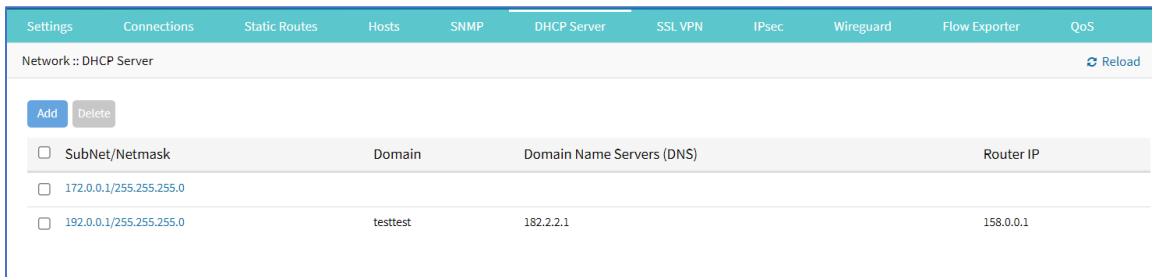 Settings Connections Static Routes Hosts SNMP DHCP Server SSL VPN IPsec Wireguard Flow Exporter QoS
Network :: DHCP Server Reload
Add Delete
SubNet/Netmask Domain Domain Name Servers (DNS) Router IP
172.0.0.1/255.255.255.0
192.0.0.1/255.255.255.0 testtest 182.2.2.1 158.0.0.1